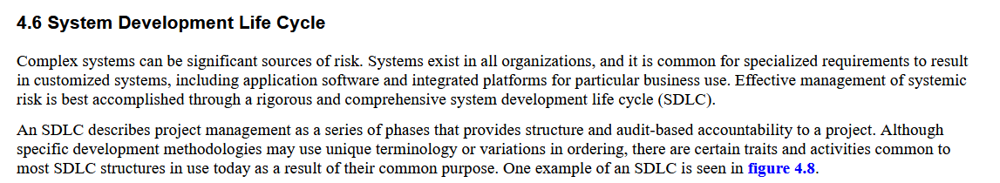 4.6 System Development Life Cycle
Complex systems can be significant sources of risk. Systems exist in all organizations, and it is common for specialized requirements to result
in customized systems, including application software and integrated platforms for particular business use. Effective management of systemic
risk is best accomplished through a rigorous and comprehensive system development life cycle (SDLC).
An SDLC describes project management as a series of phases that provides structure and audit-based accountability to a project. Although
specific development methodologies may use unique terminology or variations in ordering, there are certain traits and activities common to
most SDLC structures in use today as a result of their common purpose. One example of an SDLC is seen in figure 4.8.